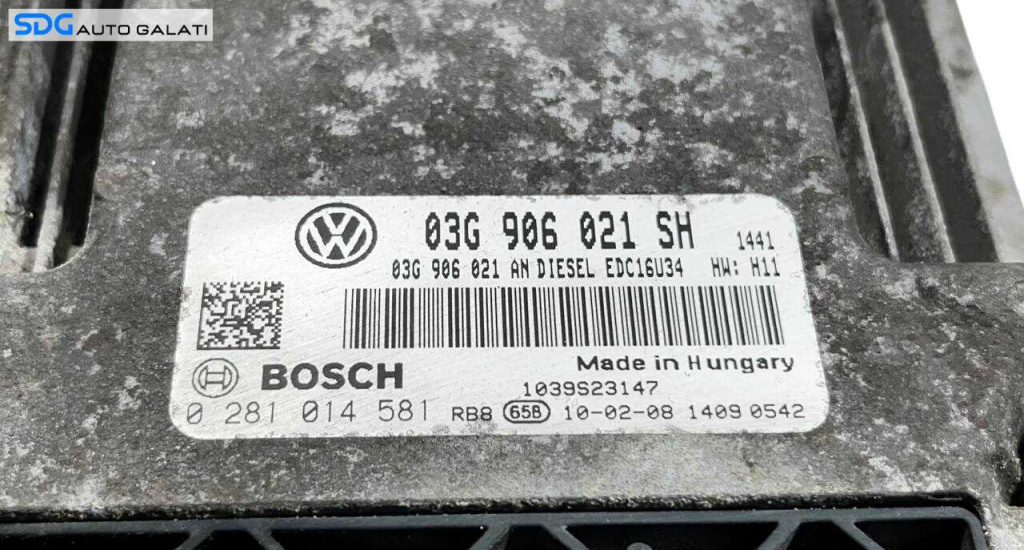 SDG AUTO GALATI
03G 906 021 SH 1441
03G 906 021 AN DIESEL EDC16U34 HW: H11
Made in Hungary
BOSCH
1039S23147
0 281 014 581 RB8 65B 10-02-08 1409 0542